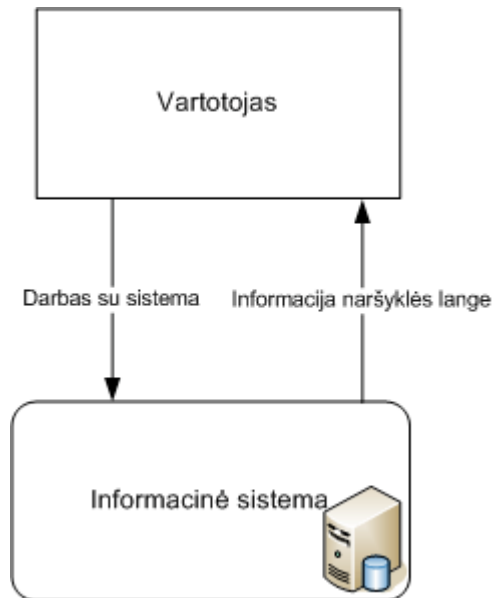 Vartotojas
Darbas su sistema
Informacija naršyklės lange
Informacinė sistema